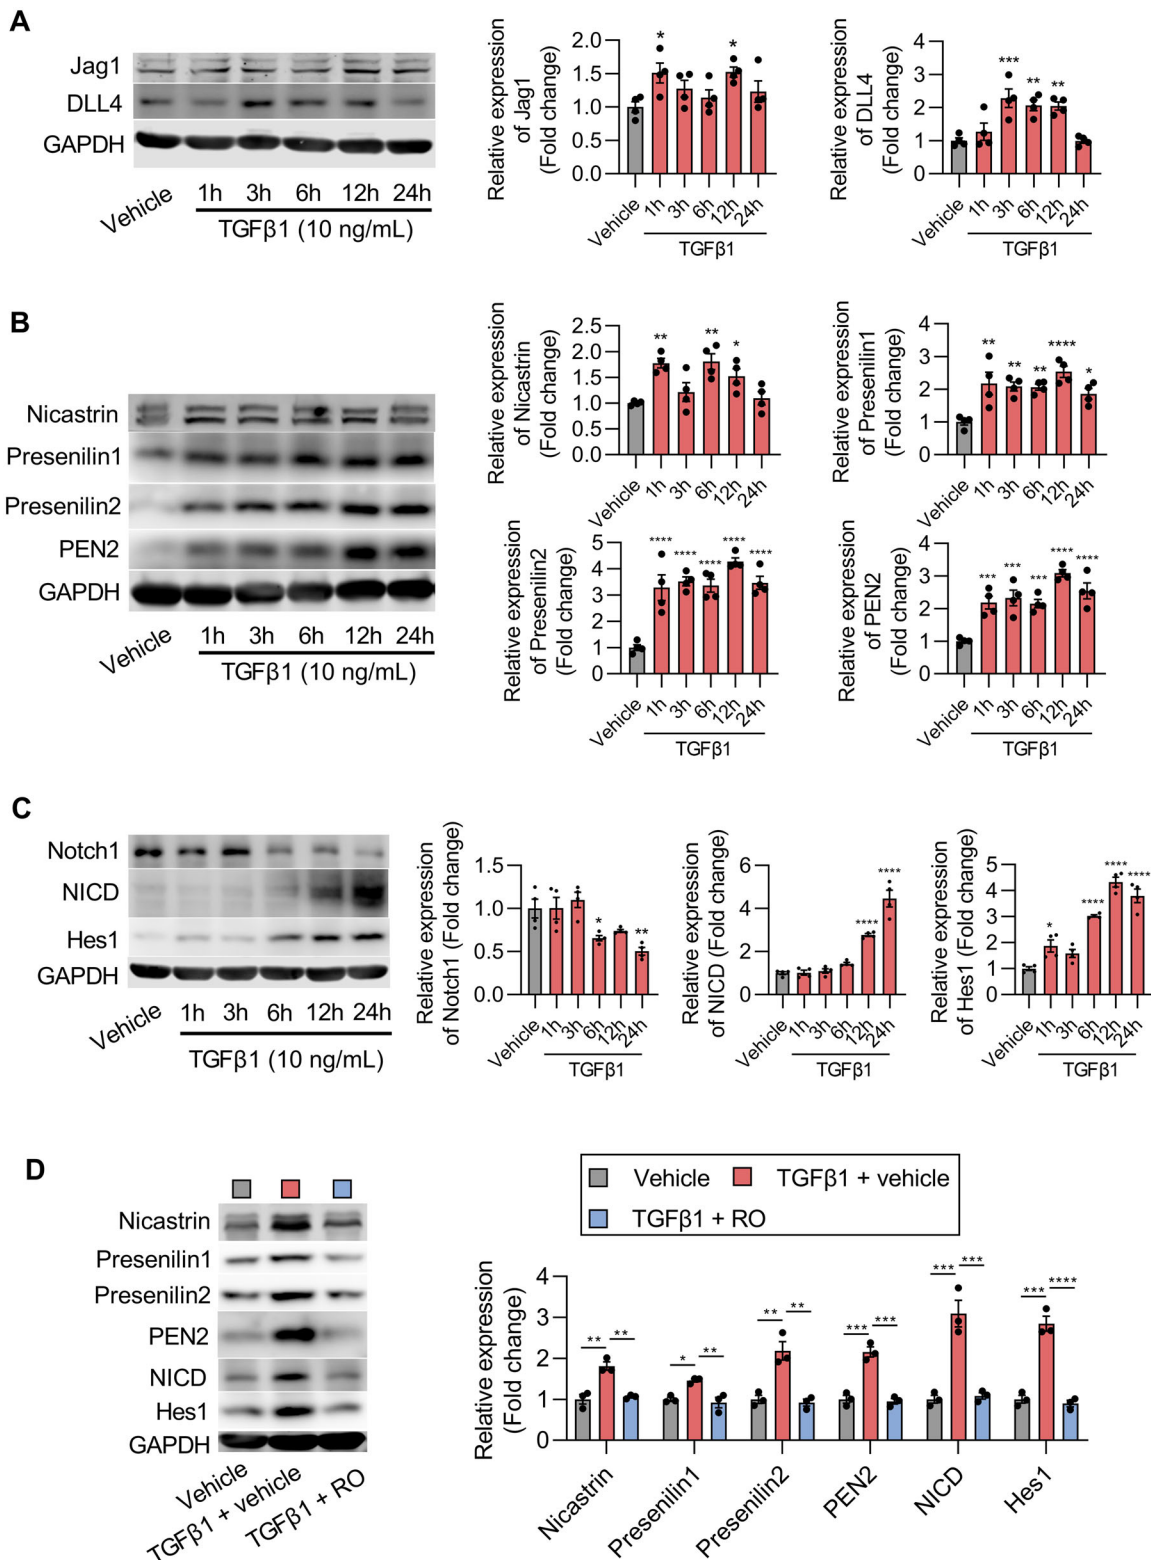 A
Jag1
DLL4
GAPDH
Vehicle
1h 3h 6h 12h 24h
TGFβ1 (10 ng/mL)
Relative expression
of Jag1
(Fold change)
2.0
1.5
1.0
0.5
0.0
*
*
Vehicle
1h
3h
6h
12h
24h
TGFβ1
Relative expression
of DLL4
(Fold change)
4
3
2
1
0
***
**
**
Vehicle
1h
3h
6h
12h
24h
TGFβ1
B
Nicastrin
Presenilin1
Presenilin2
PEN2
GAPDH
Vehicle
1h 3h 6h 12h 24h
TGFβ1 (10 ng/mL)
Relative expression
of Nicastrin
(Fold change)
2.5
2.0
1.5
1.0
0.5
0.0
**
**
*
Vehicle
1h
3h
6h
12h
24h
Relative expression
of Presenilin1
(Fold change)
4
3
2
1
0
**
**
**
****
*
Vehicle
1h
3h
6h
12h
24h
Relative expression
of Presenilin2
(Fold change)
5
4
3
2
1
0
****
****
****
****
****
Vehicle
1h
3h
6h
12h
24h
TGFβ1
Relative expression
of PEN2
(Fold change)
4
3
2
1
0
***
***
***
****
****
Vehicle
1h
3h
6h
12h
24h
TGFβ1
C
Notch1
NICD
Hes1
GAPDH
Vehicle
1h 3h 6h 12h 24h
TGFβ1 (10 ng/mL)
Relative expression
of Notch1 (Fold change)
1.5
1.0
0.5
0.0
*
**
Vehicle
1h
3h
6h
12h
24h
TGFβ1
Relative expression
of NICD (Fold change)
6
4
2
0
****
****
Vehicle
1h
3h
6h
12h
24h
TGFβ1
Relative expression
of Hes1 (Fold change)
5
4
3
2
1
0
*
****
****
****
Vehicle
1h
3h
6h
12h
24h
TGFβ1
D
Nicastrin
Presenilin1
Presenilin2
PEN2
NICD
Hes1
GAPDH
Vehicle
TGFβ1 + vehicle
TGFβ1 + RO
Vehicle TGFβ1 + vehicle
TGFβ1 + RO
Relative expression
(Fold change)
4
3
2
1
0
** **
* **
** **
*** ***
*** ***
*** ****
Nicastrin
Presenilin1
Presenilin2
PEN2
NICD
Hes1